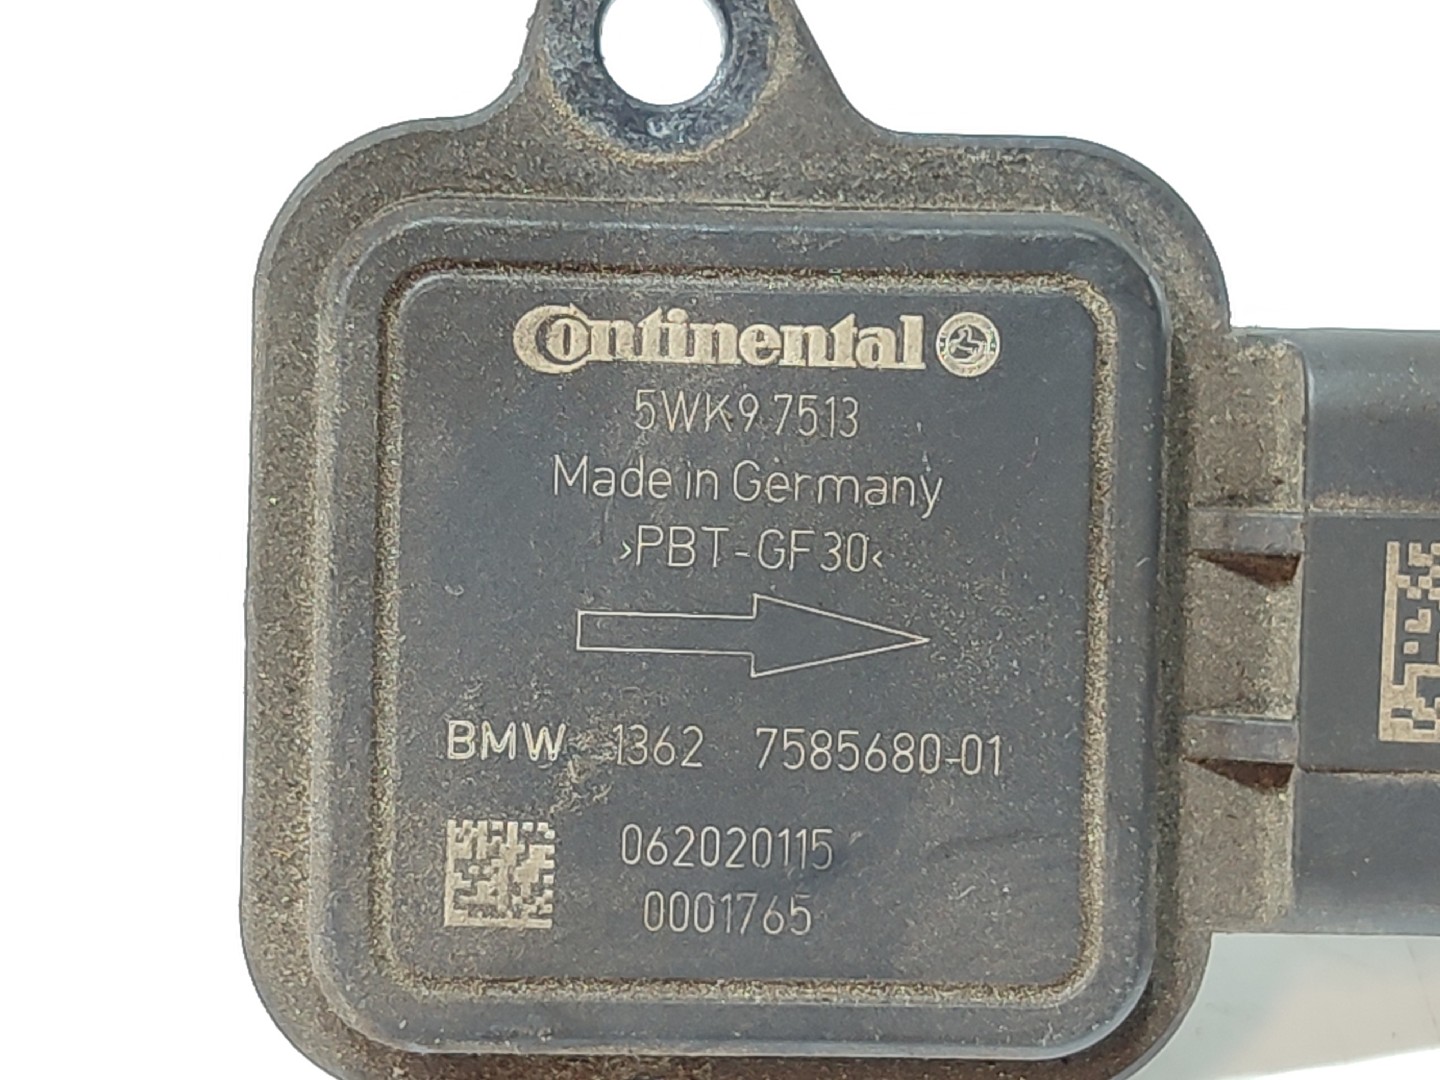 Continental
5WK9 7513
Made in Germany
>PBT-GF30<
BMW 1362 7585680-01
062020115
0001765